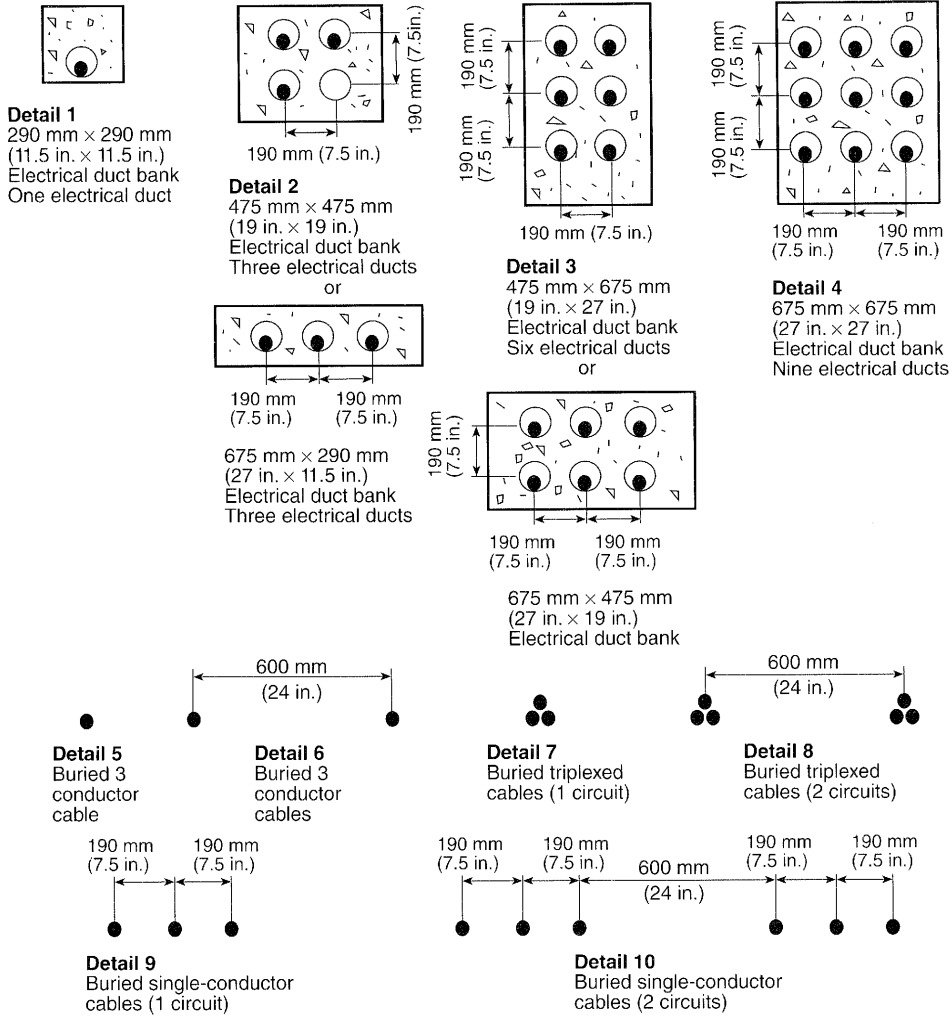 Detail 1
290 mm × 290 mm
(11.5 in. × 11.5 in.)
Electrical duct bank
One electrical duct
190 mm (7.5in.)
190 mm (7.5 in.)
Detail 2
475 mm × 475 mm
(19 in. × 19 in.)
Electrical duct bank
Three electrical ducts
or
190 mm
(7.5 in.)
190 mm
(7.5 in.)
675 mm × 290 mm
(27 in. × 11.5 in.)
Electrical duct bank
Three electrical ducts
190 mm
(7.5 in.)
190 mm
(7.5 in.)
190 mm (7.5 in.)
Detail 3
475 mm × 675 mm
(19 in. × 27 in.)
Electrical duct bank
Six electrical ducts
or
190 mm
(7.5 in.)
190 mm
(7.5 in.)
190 mm
(7.5 in.)
675 mm × 475 mm
(27 in. × 19 in.)
Electrical duct bank
190 mm
(7.5 in.)
190 mm
(7.5 in.)
190 mm
(7.5 in.)
190 mm
(7.5 in.)
Detail 4
675 mm × 675 mm
(27 in. × 27 in.)
Electrical duct bank
Nine electrical ducts
Detail 5
Buried 3
conductor
cable
600 mm
(24 in.)
Detail 6
Buried 3
conductor
cables
Detail 7
Buried triplexed
cables (1 circuit)
600 mm
(24 in.)
Detail 8
Buried triplexed
cables (2 circuits)
190 mm
(7.5 in.)
190 mm
(7.5 in.)
Detail 9
Buried single-conductor
cables (1 circuit)
190 mm
(7.5 in.)
190 mm
(7.5 in.)
600 mm
(24 in.)
190 mm
(7.5 in.)
190 mm
(7.5 in.)
Detail 10
Buried single-conductor
cables (2 circuits)